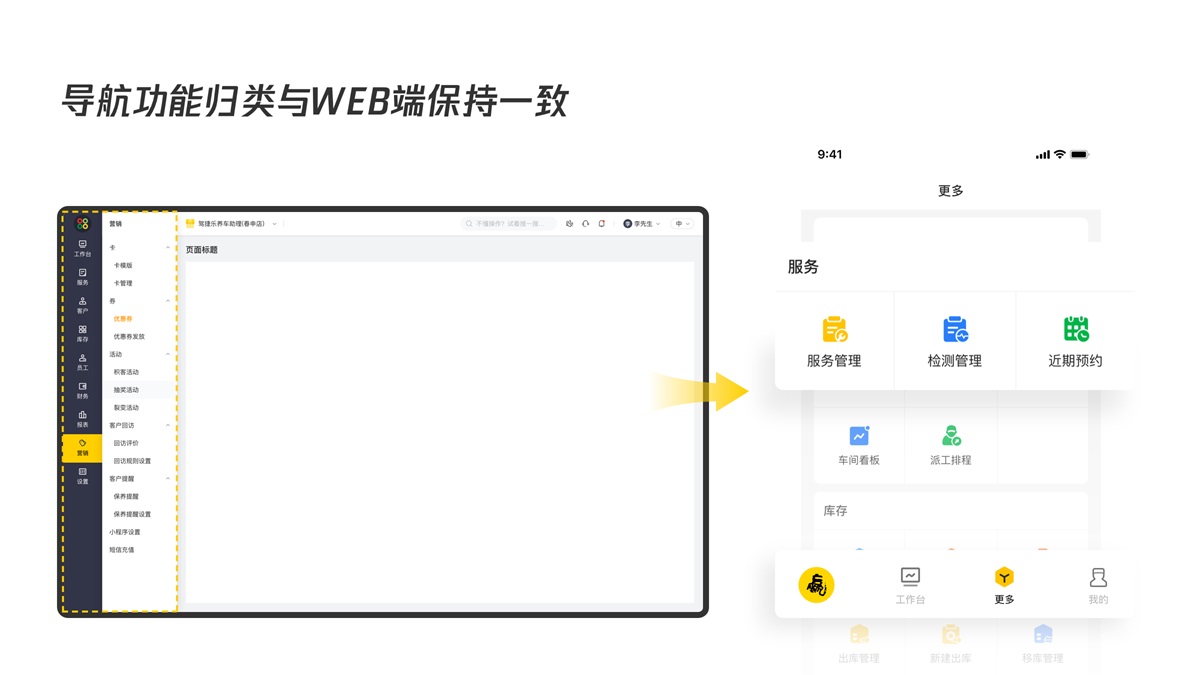 导航功能归类与WEB端保持一致
工作台
服务
客户
库存
员工
财务
报表
营销
设置
营销
卡
卡模版
卡管理
券
优惠券
优惠券发放
活动
积客活动
抽奖活动
裂变活动
客户回访
回访评价
回访规则设置
客户提醒
保养提醒
保养提醒设置
小程序设置
短信充值
驾捷乐养车助理(春申店)
不懂操作? 试着搜一搜...
李
李先生
中
页面标题
9:41
更多
服务
服务管理
检测管理
近期预约
车间看板
派工排程
库存
工作台
更多
我的
出库管理
新建出库
移库管理